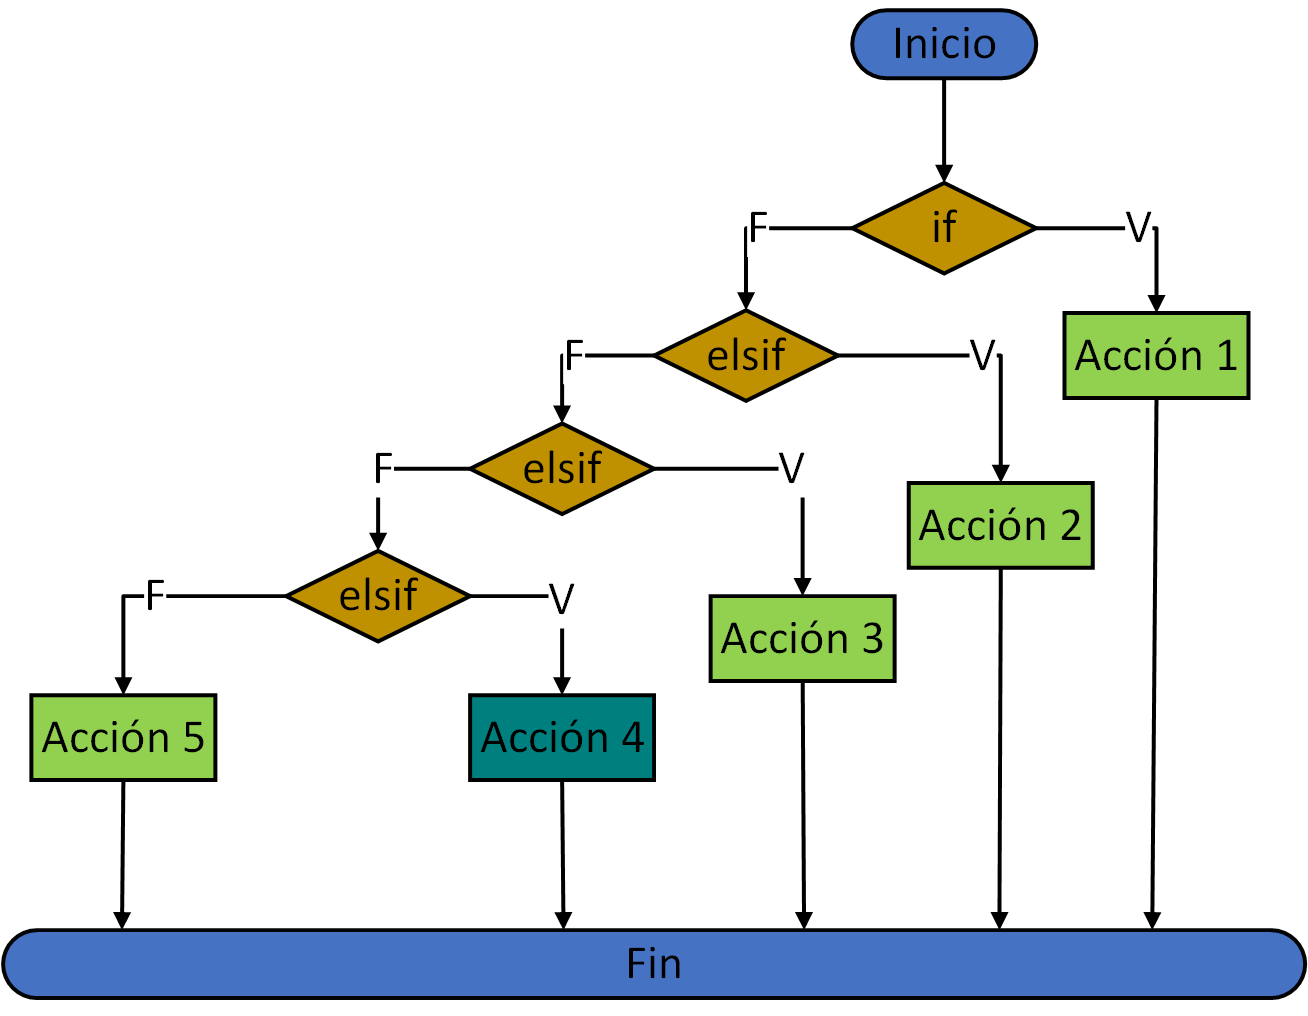 Inicio
F
if
V
F
elsif
V
Acción 1
F
elsif
V
Acción 2
F
elsif
V
Acción 3
Acción 5
Acción 4
Fin